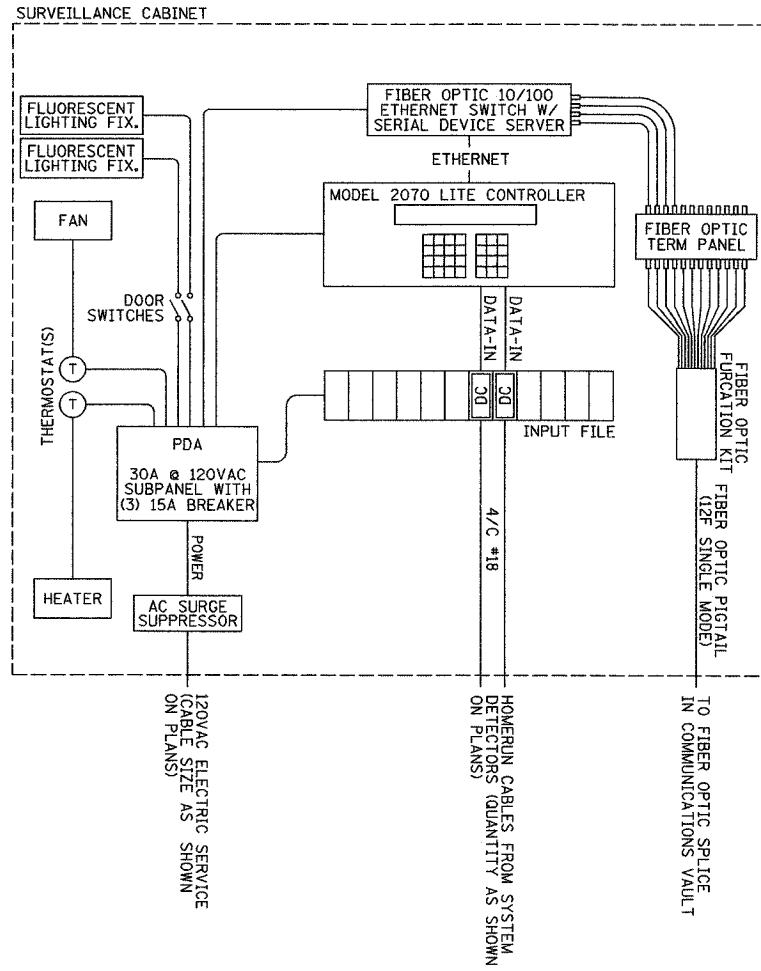 SURVEILLANCE CABINET
FLUORESCENT
LIGHTING FIX.
FLUORESCENT
LIGHTING FIX.
FIBER OPTIC 10/100
ETHERNET SWITCH W/
SERIAL DEVICE SERVER
ETHERNET
MODEL 2070 LITE CONTROLLER
FAN
FIBER OPTIC
TERM PANEL
DOOR
SWITCHES
DATA-IN
DATA-IN
THERMOSTAT(S)
T
T
DC
DC
INPUT FILE
FIBER OPTIC
FURCATION KIT
PDA
30A @ 120VAC
SUBPANEL WITH
(3) 15A BREAKER
POWER
4/C #18
FIBER OPTIC PIGTAIL
(12F SINGLE MODE)
HEATER
AC SURGE
SUPPRESSOR
120VAC ELECTRIC SERVICE
(CABLE SIZE AS SHOWN
ON PLANS)
HOMERUN CABLES FROM SYSTEM
DETECTORS (QUANTITY AS SHOWN
ON PLANS)
TO FIBER OPTIC SPLICE
IN COMMUNICATIONS VAULT